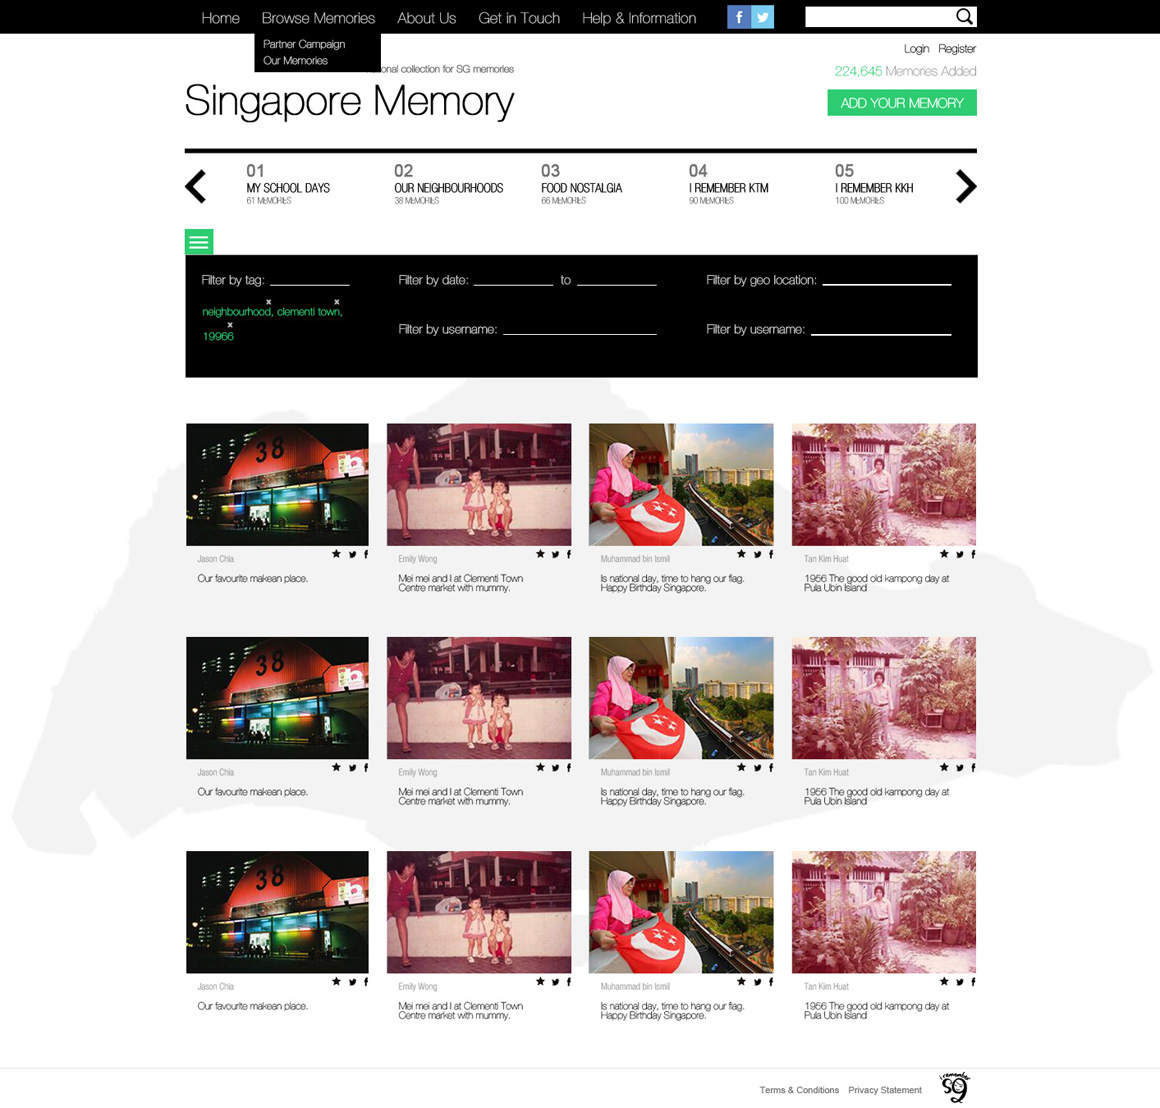 Home Browse Memories About Us Get in Touch Help & Information
Partner Campaign
Our Memories
Login Register
onal collection for SG memories
224,645 Memories Added
Singapore Memory
ADD YOUR MEMORY
01 02 03 04 05
MY SCHOOL DAYS OUR NEIGHBOURHOODS FOOD NOSTALGIA I REMEMBER KTM I REMEMBER KKH
61 MEMORIES 38 MEMORIES 66 MEMORIES 90 MEMORIES 100 MEMORIES
Filter by tag: Filter by date: to Filter by geo location:
x x
neighbourhood, clementi town,
x
19966
Filter by username: Filter by username:
38
Jason Chia Emily Wong Muhammad bin Ismil Tan Kim Huat
Our favourite makean place. Mei mei and I at Clementi Town Is national day, time to hang our flag. 1956 The good old kampong day at
Centre market with mummy. Happy Birthday Singapore. Pula Ubin Island
38
Jason Chia Emily Wong Muhammad bin Ismil Tan Kim Huat
Our favourite makean place. Mei mei and I at Clementi Town Is national day, time to hang our flag. 1956 The good old kampong day at
Centre market with mummy. Happy Birthday Singapore. Pula Ubin Island
38
Jason Chia Emily Wong Muhammad bin Ismil Tan Kim Huat
Our favourite makean place. Mei mei and I at Clementi Town Is national day, time to hang our flag. 1956 The good old kampong day at
Centre market with mummy. Happy Birthday Singapore. Pula Ubin Island
Terms & Conditions Privacy Statement
i remember
SG